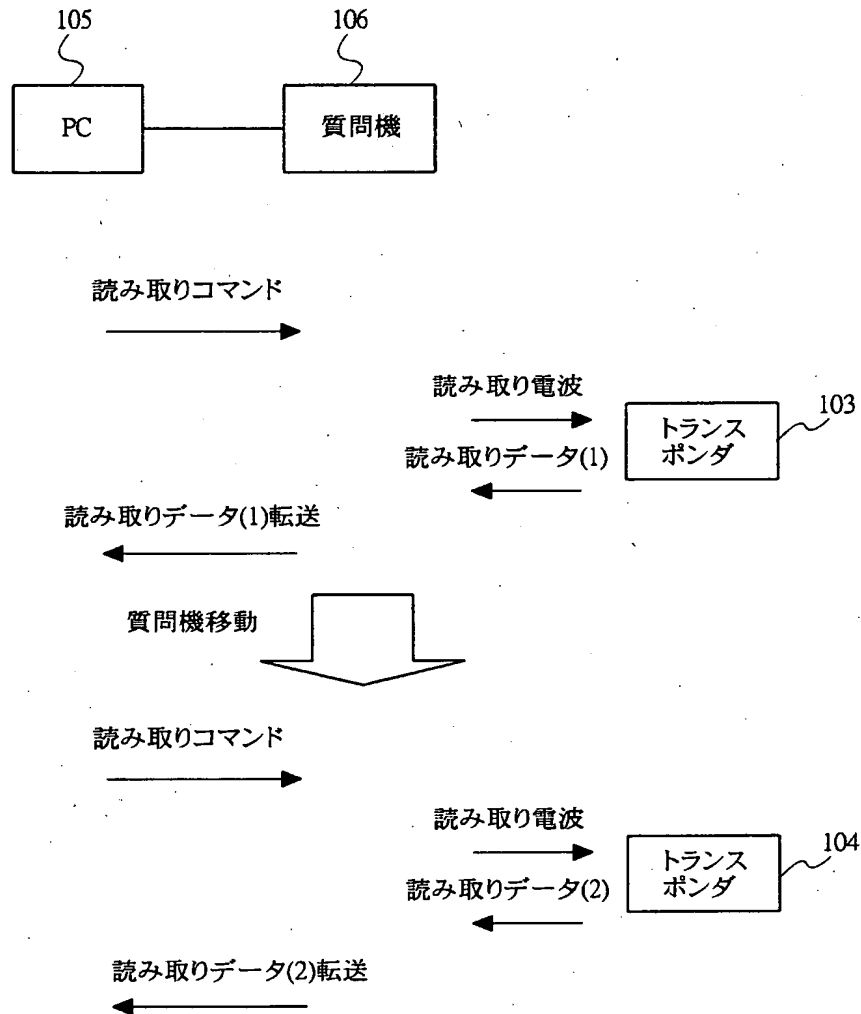 105
106
PC
質問機
読み取りコマンド
読み取り電波
103
トランス
ポンダ
読み取りデータ(1)
読み取りデータ(1)転送
質問機移動
読み取りコマンド
読み取り電波
104
トランス
ポンダ
読み取りデータ(2)
読み取りデータ(2)転送